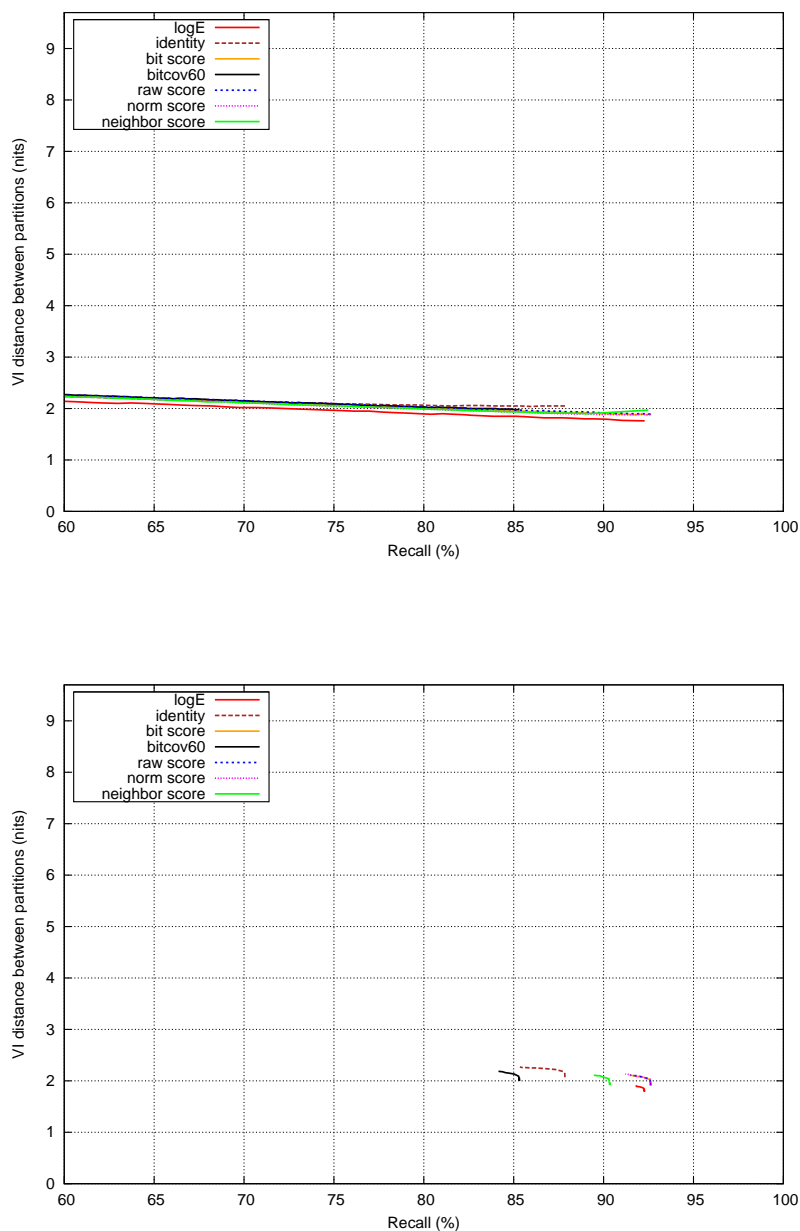 logE
identity
bit score
bitcov60
raw score
norm score
neighbor score
VI distance between partitions (nits)
9
8
7
6
5
4
3
2
1
0
60 65 70 75 80 85 90 95 100
Recall (%)
logE
identity
bit score
bitcov60
raw score
norm score
neighbor score
VI distance between partitions (nits)
9
8
7
6
5
4
3
2
1
0
60 65 70 75 80 85 90 95 100
Recall (%)